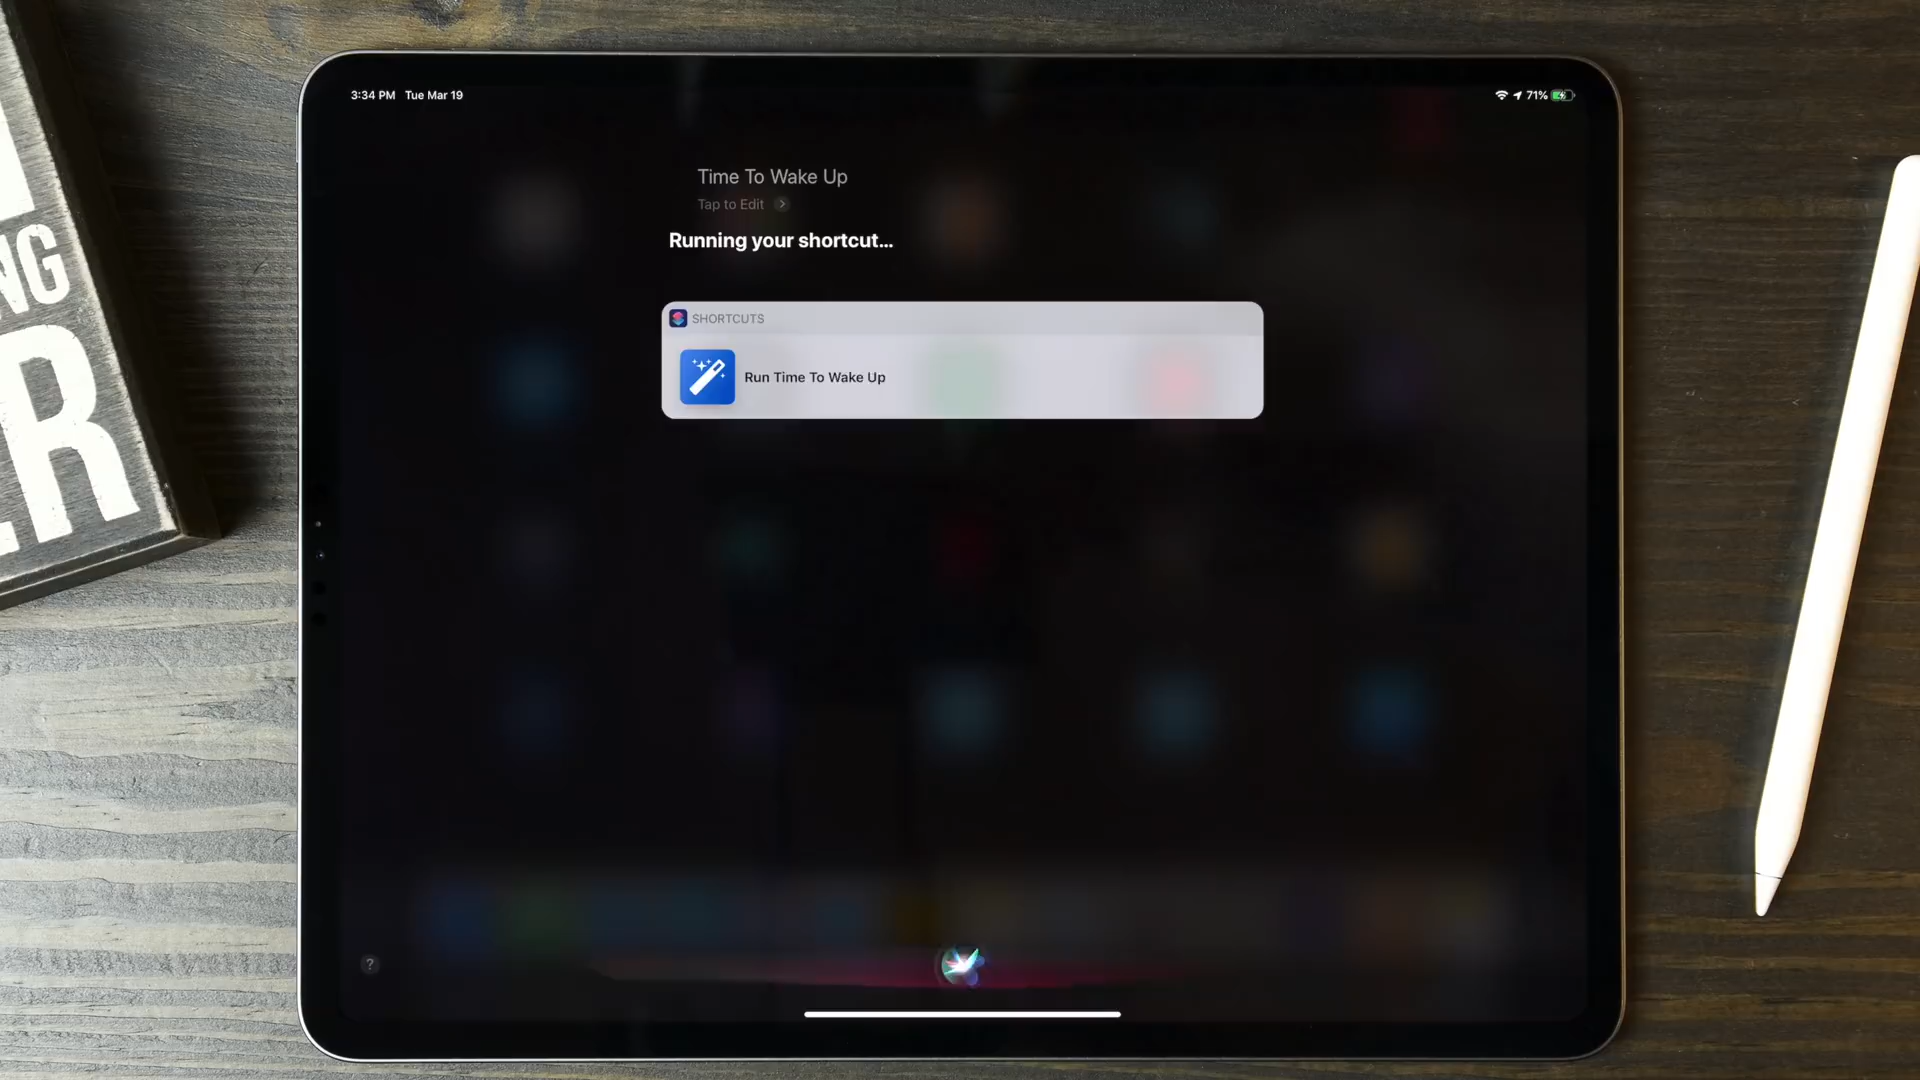 3:34 PM Tue Mar 19
71%
Time To Wake Up
Tap to Edit
Running your shortcut...
SHORTCUTS
Run Time To Wake Up
?
NG
R